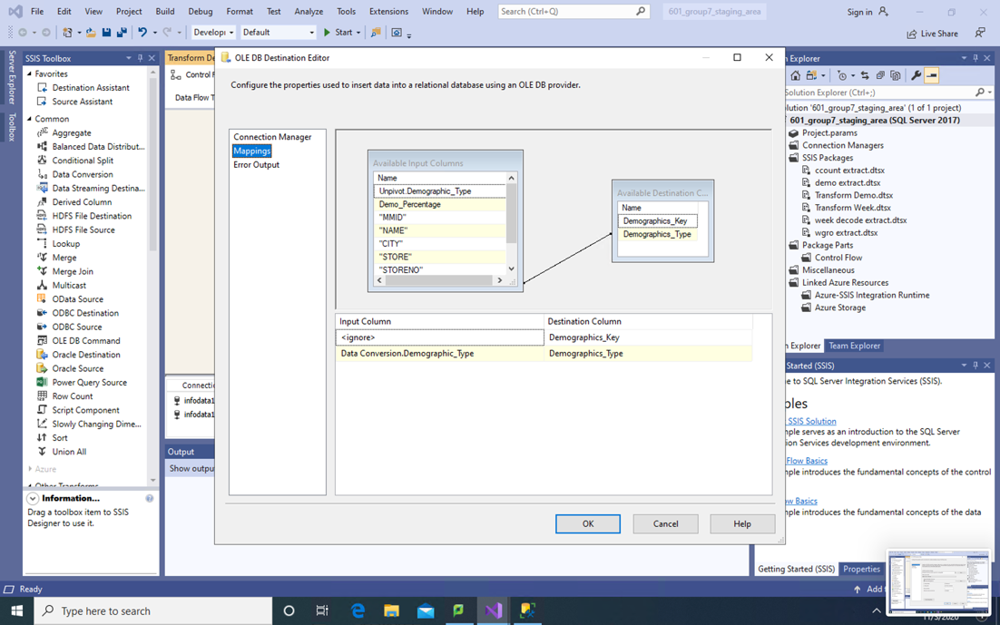 File Edit View Project Build Debug Format Test Analyze Tools Extensions Window Help Search (Ctrl+Q) 601_group7_staging_area Sign in
Developi Default Start Live Share
Server Explorer
Toolbox
SSIS Toolbox
Favorites
Destination Assistant
Source Assistant
Common
Aggregate
Balanced Data Distribut...
Conditional Split
Data Conversion
Data Streaming Destina...
Derived Column
HDFS File Destination
HDFS File Source
Lookup
Merge
Merge Join
Multicast
OData Source
ODBC Destination
ODBC Source
OLE DB Command
Oracle Destination
Oracle Source
Power Query Source
Row Count
Script Component
Slowly Changing Dime...
Sort
Union All
Azure
Other Transforms
Information...
Drag a toolbox item to SSIS
Designer to use it.
Transform De
Control F
Data Flow T
Connectio
infodata1
infodata1
Output
Show outpu
OLE DB Destination Editor
Configure the properties used to insert data into a relational database using an OLE DB provider.
Connection Manager
Mappings
Error Output
Available Input Columns
Name
Unpivot.Demographic_Type
Demo_Percentage
"MMID"
"NAME"
"CITY"
"STORE"
"STORENO"
Available Destination C...
Name
Demographics_Key
Demographics_Type
Input Column Destination Column
<ignore> Demographics_Key
Data Conversion.Demographic_Type Demographics_Type
OK Cancel Help
n Explorer
Solution Explorer (Ctrl+;)
olution '601_group7_staging_area' (1 of 1 project)
601_group7_staging_area (SQL Server 2017)
Project.params
Connection Managers
SSIS Packages
ccount extract.dtsx
demo extract.dtsx
Transform Demo.dtsx
Transform Week.dtsx
week decode extract.dtsx
wgro extract.dtsx
Package Parts
Control Flow
Miscellaneous
Linked Azure Resources
Azure-SSIS Integration Runtime
Azure Storage
n Explorer Team Explorer
Started (SSIS)
e to SQL Server Integration Services (SSIS).
ples
SSIS Solution
mple serves as an introduction to the SQL Server
tion Services development environment.
Flow Basics
mple introduces the fundamental concepts of the control
ow Basics
mple introduces the fundamental concepts of the data
Getting Started (SSIS) Properties
Ready
Add t
Type here to search
11/3/2020